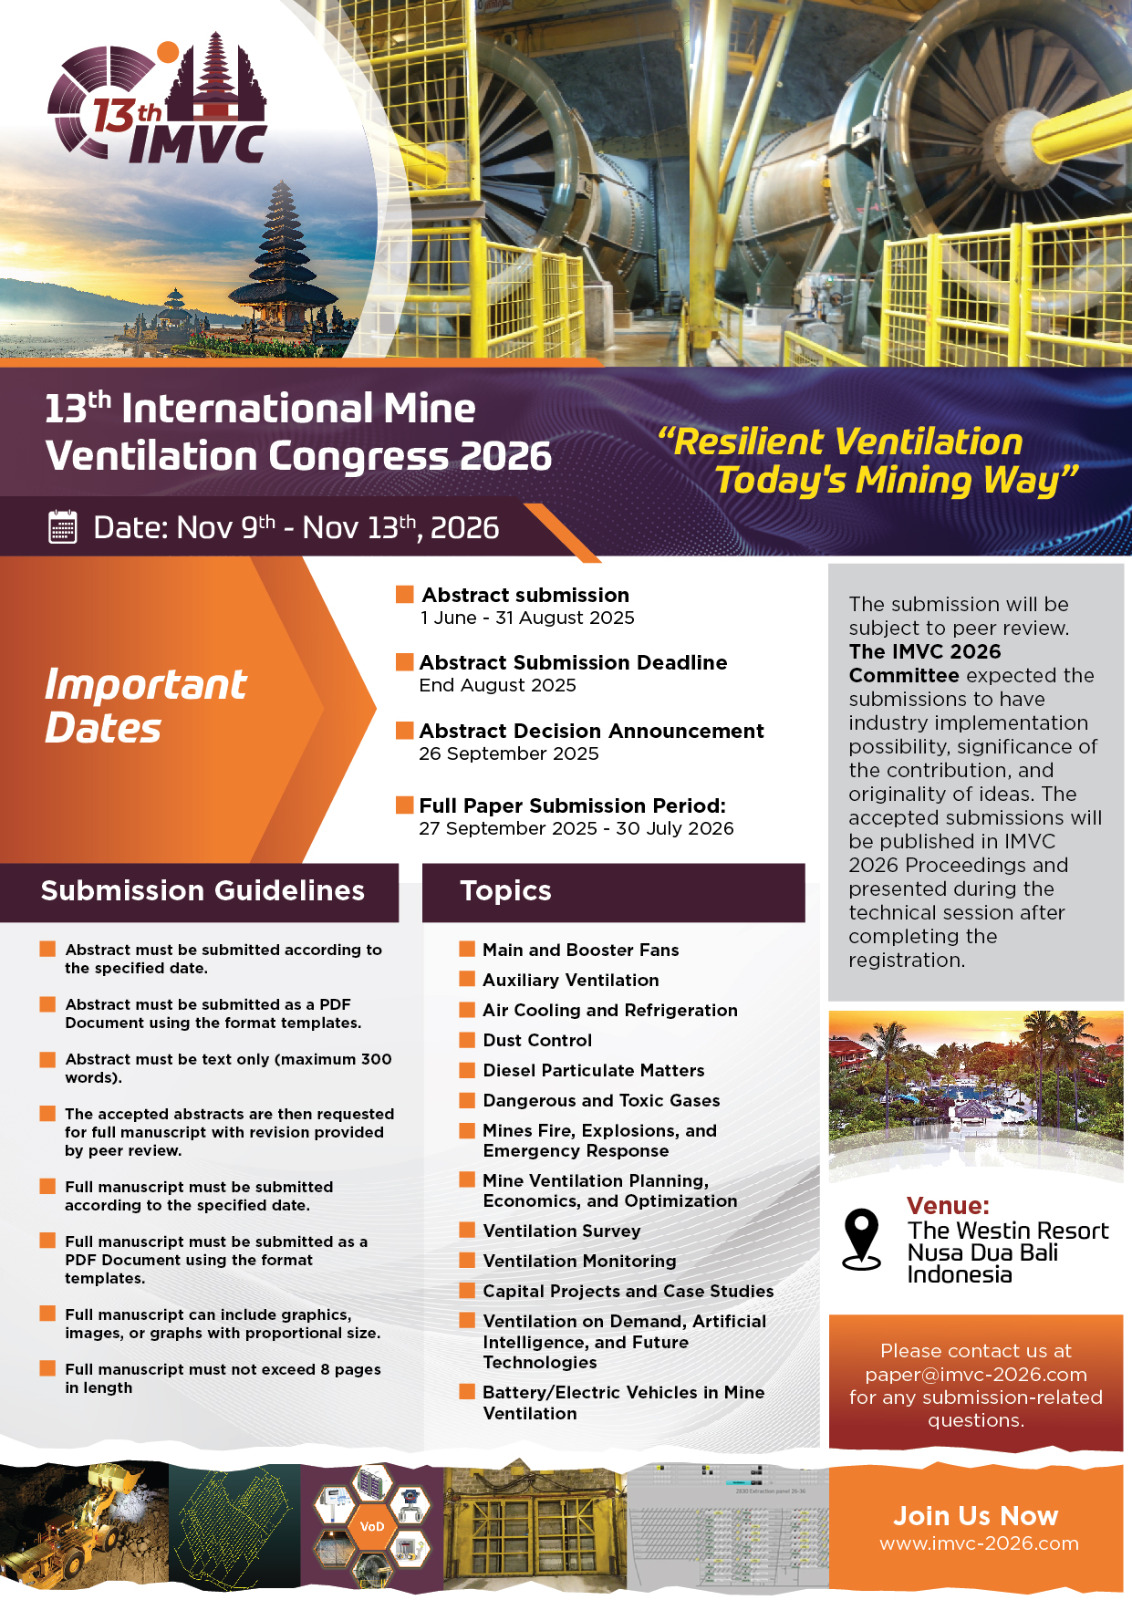 13th
IMVC
13th International Mine
Ventilation Congress 2026
"Resilient Ventilation
Today's Mining Way"
Date: Nov 9th - Nov 13th, 2026
Important
Dates
Abstract submission
1 June - 31 August 2025
Abstract Submission Deadline
End August 2025
Abstract Decision Announcement
26 September 2025
Full Paper Submission Period:
27 September 2025 - 30 July 2026
The submission will be
subject to peer review.
The IMVC 2026
Committee expected the
submissions to have
industry implementation
possibility, significance of
the contribution, and
originality of ideas. The
accepted submissions will
be published in IMVC
2026 Proceedings and
presented during the
technical session after
completing the
registration.
Submission Guidelines
Abstract must be submitted according to
the specified date.
Abstract must be submitted as a PDF
Document using the format templates.
Abstract must be text only (maximum 300
words).
The accepted abstracts are then requested
for full manuscript with revision provided
by peer review.
Full manuscript must be submitted
according to the specified date.
Full manuscript must be submitted as a
PDF Document using the format
templates.
Full manuscript can include graphics,
images, or graphs with proportional size.
Full manuscript must not exceed 8 pages
in length
Topics
Main and Booster Fans
Auxiliary Ventilation
Air Cooling and Refrigeration
Dust Control
Diesel Particulate Matters
Dangerous and Toxic Gases
Mines Fire, Explosions, and
Emergency Response
Mine Ventilation Planning,
Economics, and Optimization
Ventilation Survey
Ventilation Monitoring
Capital Projects and Case Studies
Ventilation on Demand, Artificial
Intelligence, and Future
Technologies
Battery/Electric Vehicles in Mine
Ventilation
Venue:
The Westin Resort
Nusa Dua Bali
Indonesia
Please contact us at
paper@imvc-2026.com
for any submission-related
questions.
VoD
2030 Extraction panel 26-36
Join Us Now
www.imvc-2026.com